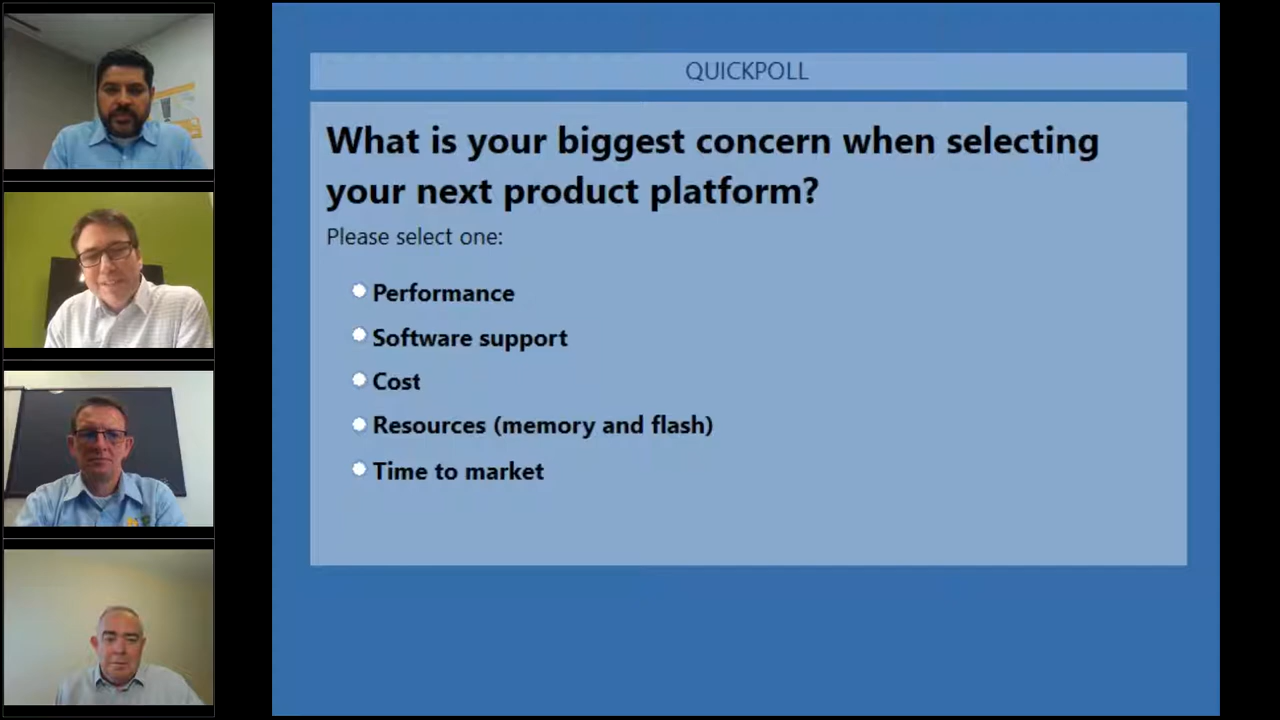 QUICKPOLL
What is your biggest concern when selecting
your next product platform?
Please select one:
Performance
Software support
Cost
Resources (memory and flash)
Time to market